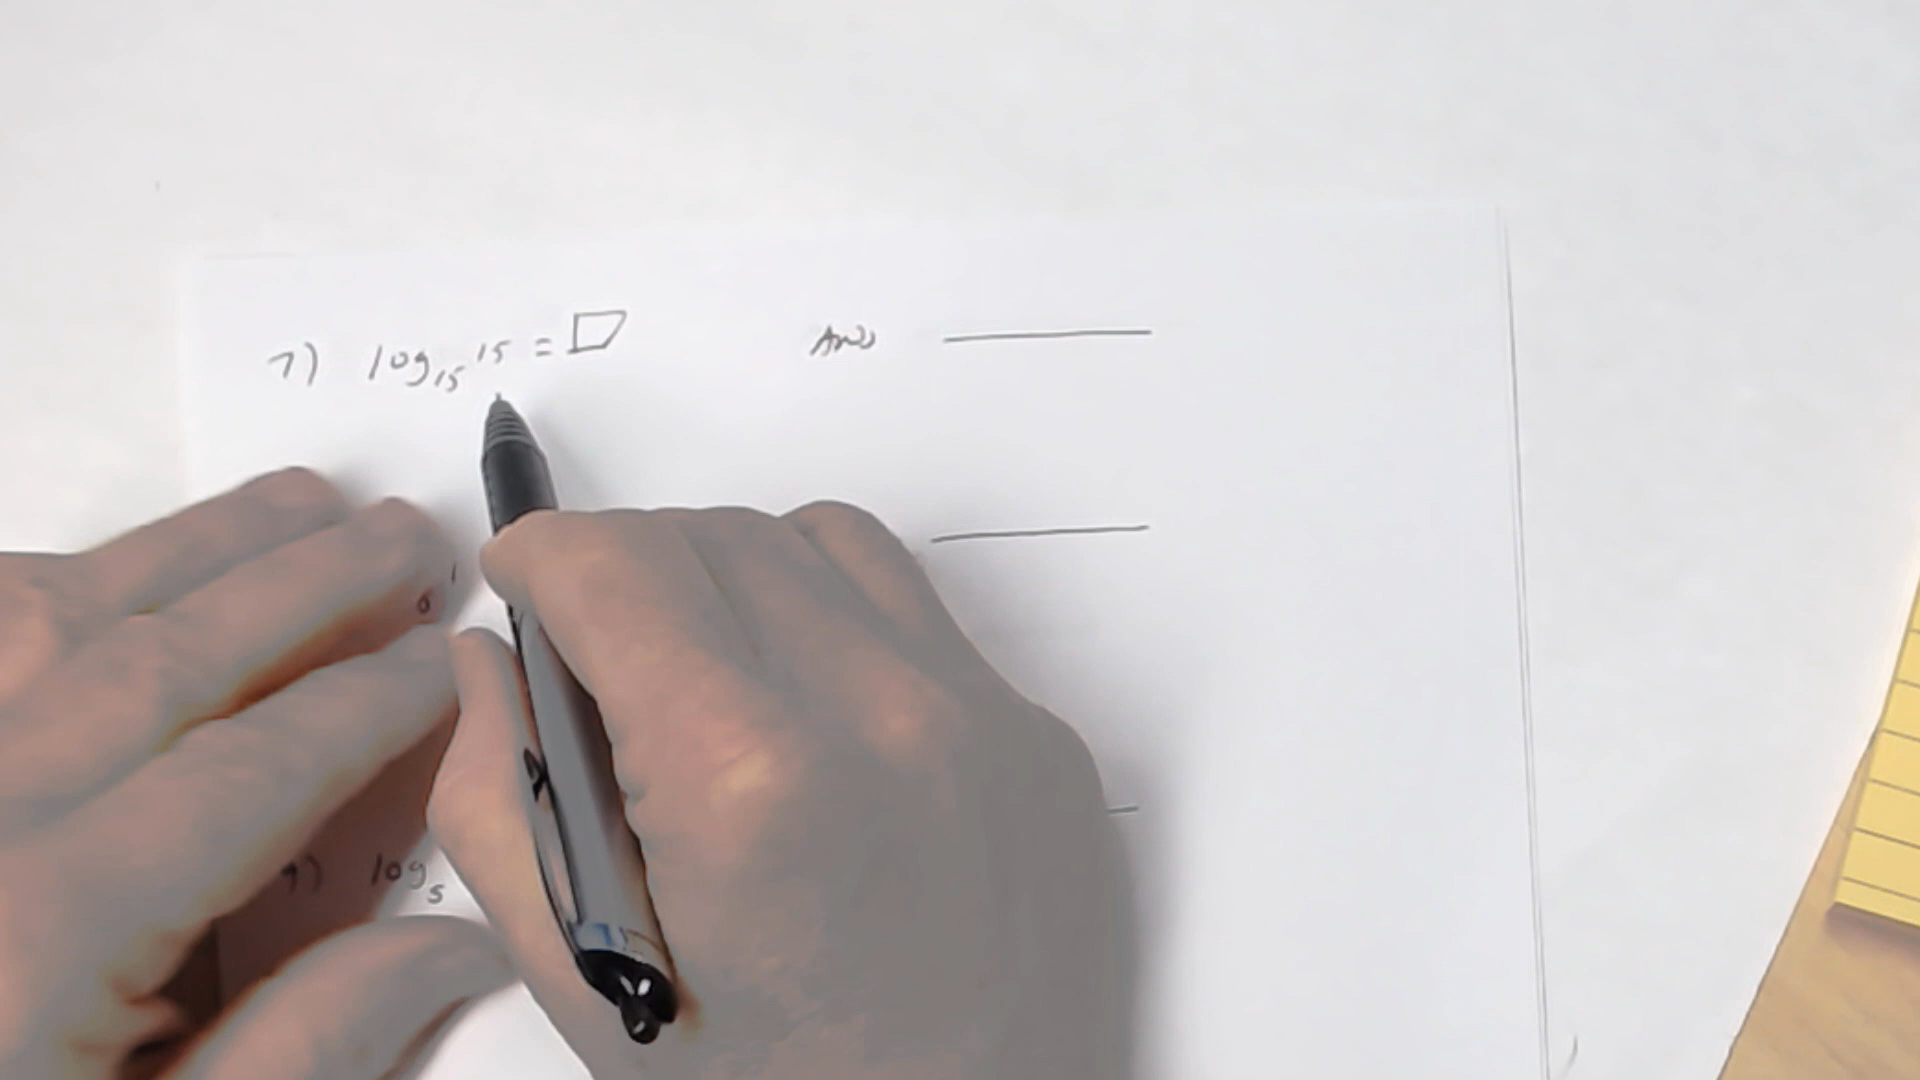 7) log₁₅ 15 = □ Ans
9) log₅